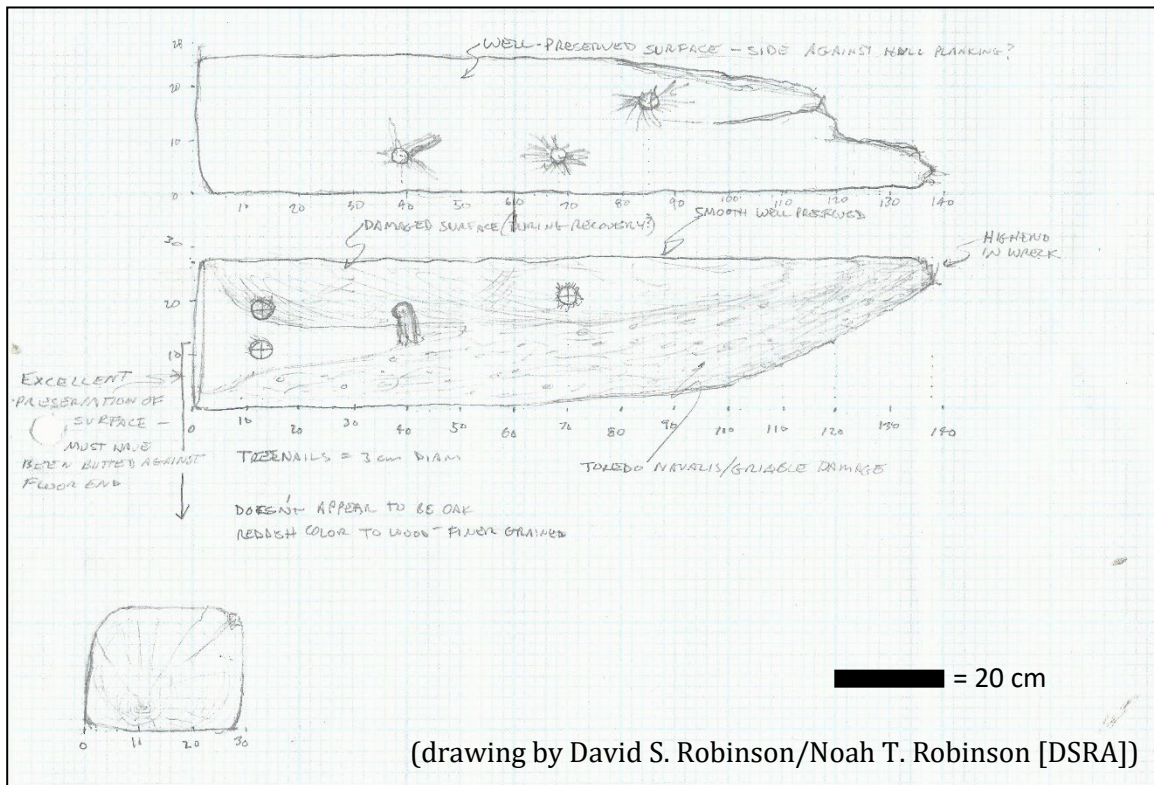 WELL-PRESERVED SURFACE - SIDE AGAINST HULL PLANKING?
28
20
10
0
10 20 30 40 50 60 70 80 90 100 110 120 130 140
DAMAGED SURFACE (DURING RECOVERY?)
SMOOTH WELL PRESERVED
HIGH END
IN WRECK
30
20
10
0 10 20 30 40 50 60 70 80 90 100 110 120 130 140
EXCELLENT
PRESERVATION OF
SURFACE -
MUST HAVE
BEEN BUTTED AGAINST
FLOOR END
TREENAILS = 3 cm DIAM
TOREDO NAVALIS/GRIABLE DAMAGE
DOESN'T APPEAR TO BE OAK
REDDISH COLOR TO WOOD - FINER GRAINED
0 10 20 30
= 20 cm
(drawing by David S. Robinson/Noah T. Robinson [DSRA])